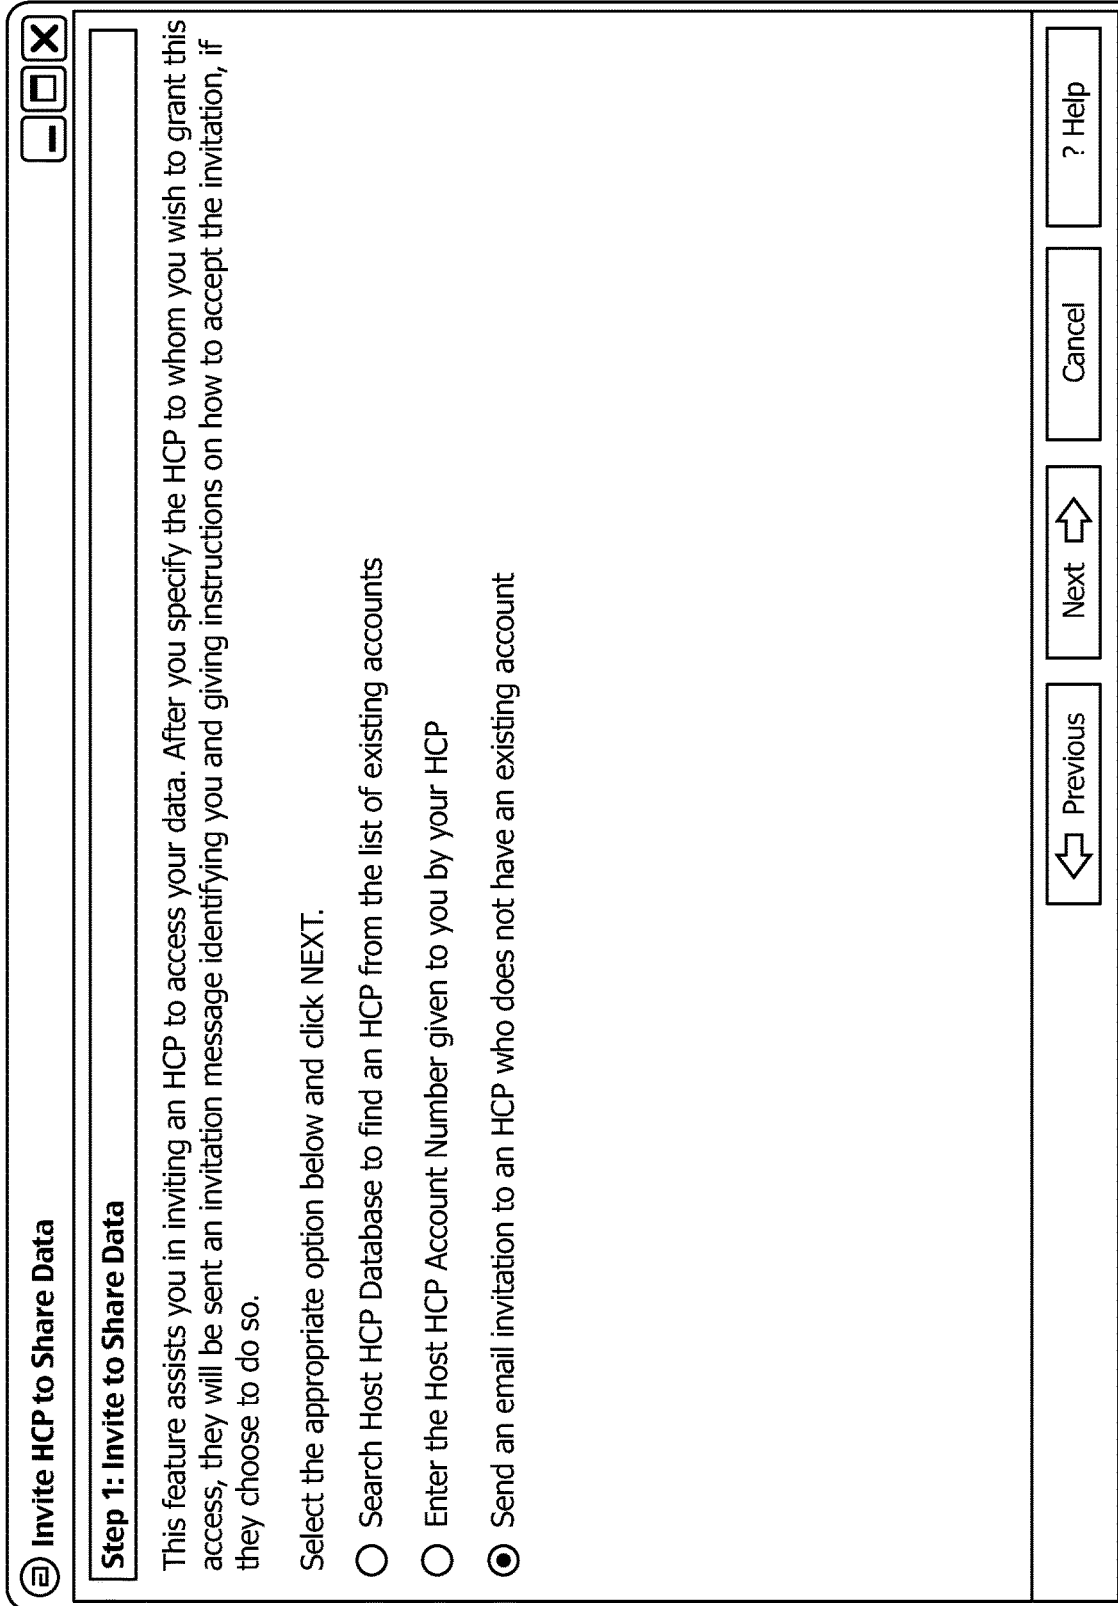 Invite HCP to Share Data
Step 1: Invite to Share Data
This feature assists you in inviting an HCP to access your data. After you specify the HCP to whom you wish to grant this
access, they will be sent an invitation message identifying you and giving instructions on how to accept the invitation, if
they choose to do so.
Select the appropriate option below and click NEXT.
Search Host HCP Database to find an HCP from the list of existing accounts
Enter the Host HCP Account Number given to you by your HCP
Send an email invitation to an HCP who does not have an existing account
Previous Next Cancel ? Help